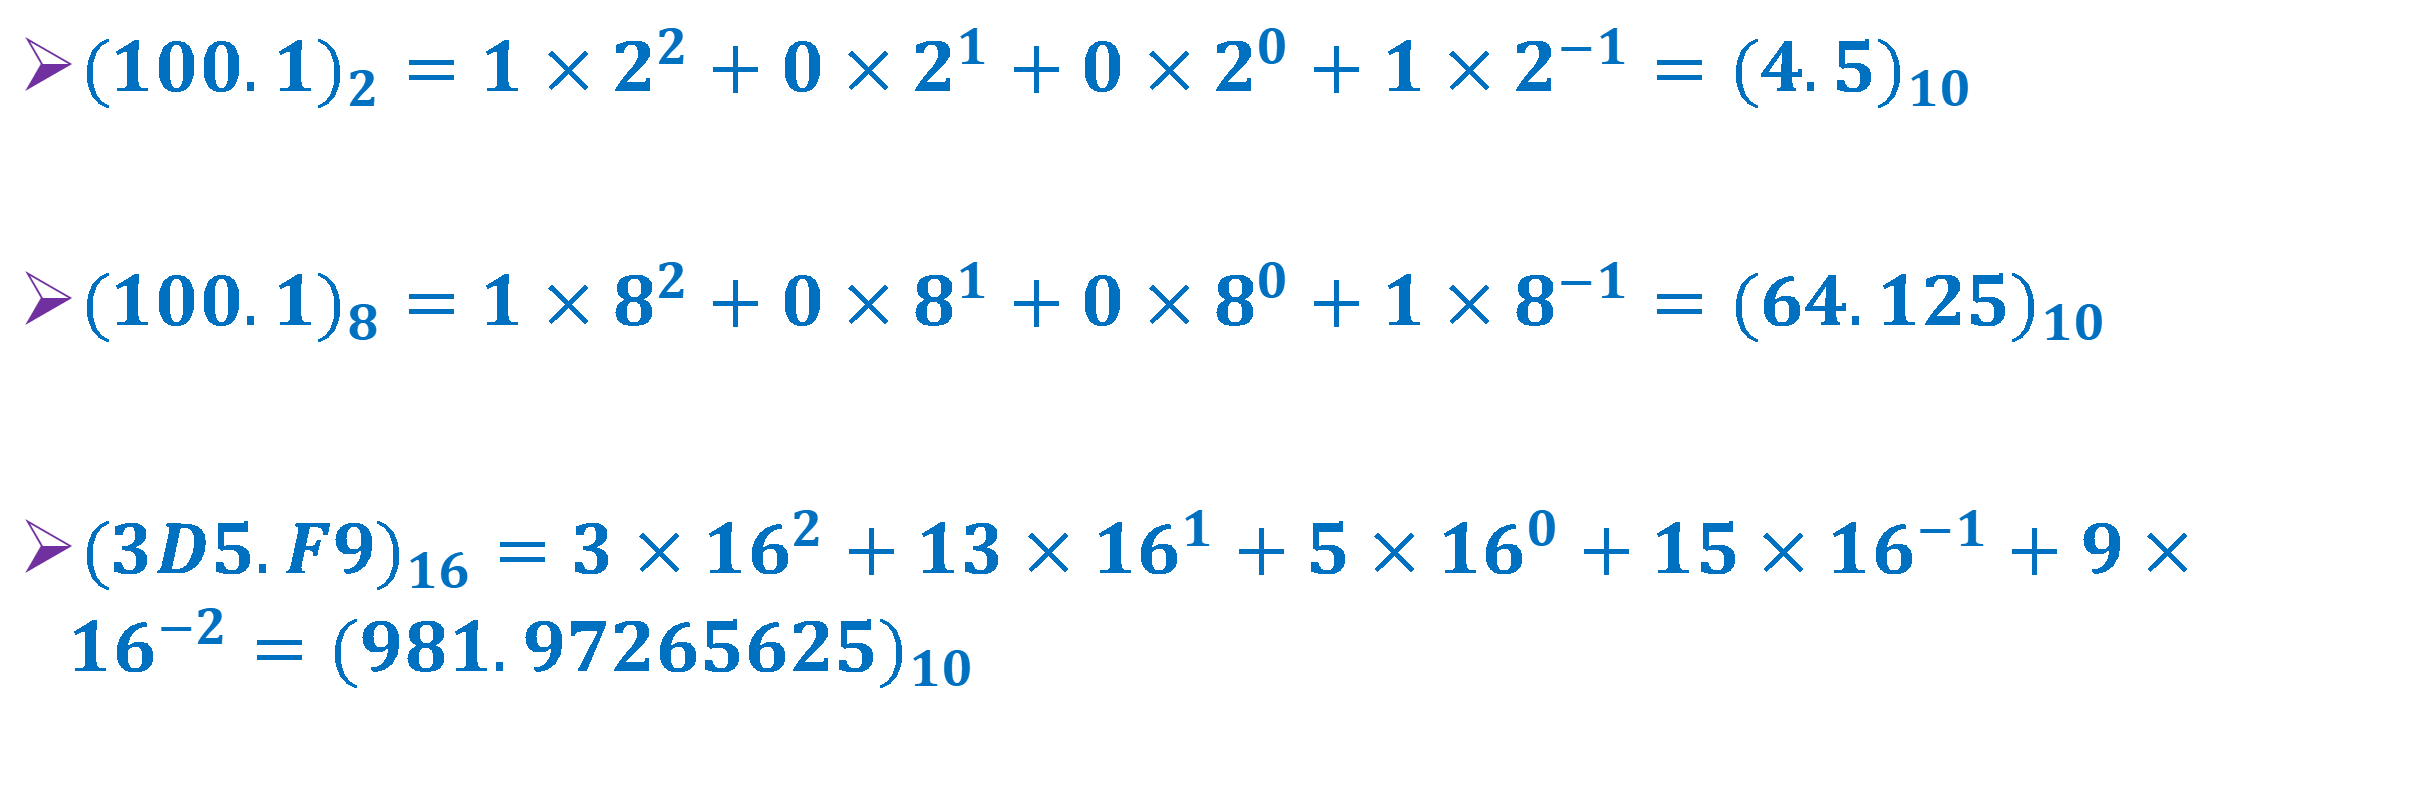 ➢(100.1)₂ = 1 × 2² + 0 × 2¹ + 0 × 2⁰ + 1 × 2⁻¹ = (4.5)₁₀
➢(100.1)₈ = 1 × 8² + 0 × 8¹ + 0 × 8⁰ + 1 × 8⁻¹ = (64.125)₁₀
➢(3D5.F9)₁₆ = 3 × 16² + 13 × 16¹ + 5 × 16⁰ + 15 × 16⁻¹ + 9 ×
16⁻² = (981.97265625)₁₀